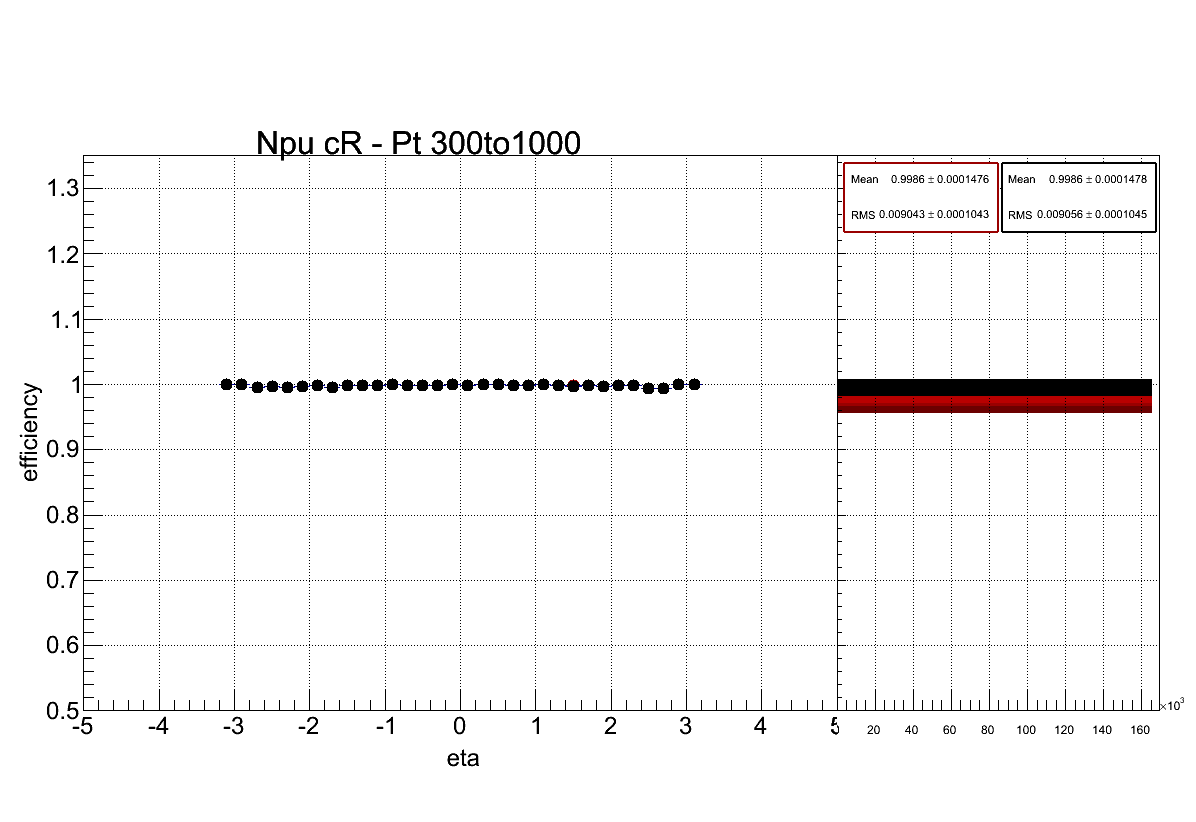 Npu cR - Pt 300to1000
Mean 0.9986 ± 0.0001476
RMS 0.009043 ± 0.0001043
Mean 0.9986 ± 0.0001478
RMS 0.009056 ± 0.0001045
1.3
1.2
1.1
1
0.9
0.8
0.7
0.6
0.5
efficiency
-5 -4 -3 -2 -1 0 1 2 3 4
20 40 60 80 100 120 140 160
×10³
eta